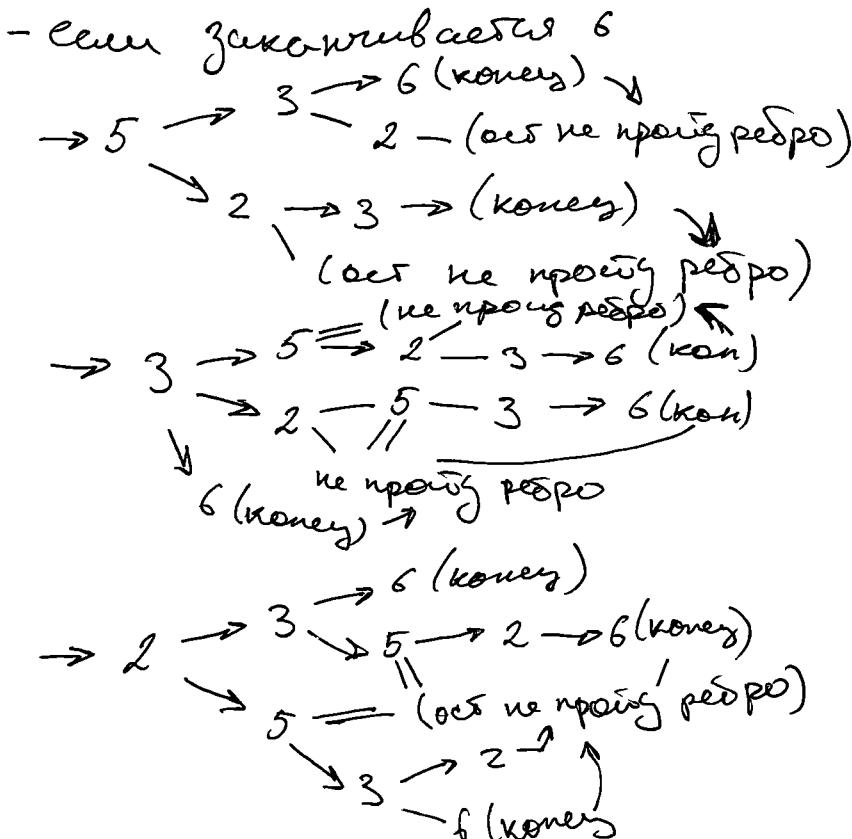 - если заканчивается 6
→ 5 → 3 → 6 (конец)
2 - (ост не пройд ребро)
2 → 3 → (конец)
(ост не пройд ребро)
(не пройд ребро)
→ 3 → 5 → 2 - 3 → 6 (кон)
2 - 5 - 3 → 6 (кон)
не пройд ребро
6 (конец) →
→ 2 → 3 → 6 (конец)
5 → 2 → 6 (конец)
5 = (ост не пройд ребро)
3 → 2 →
6 (конец